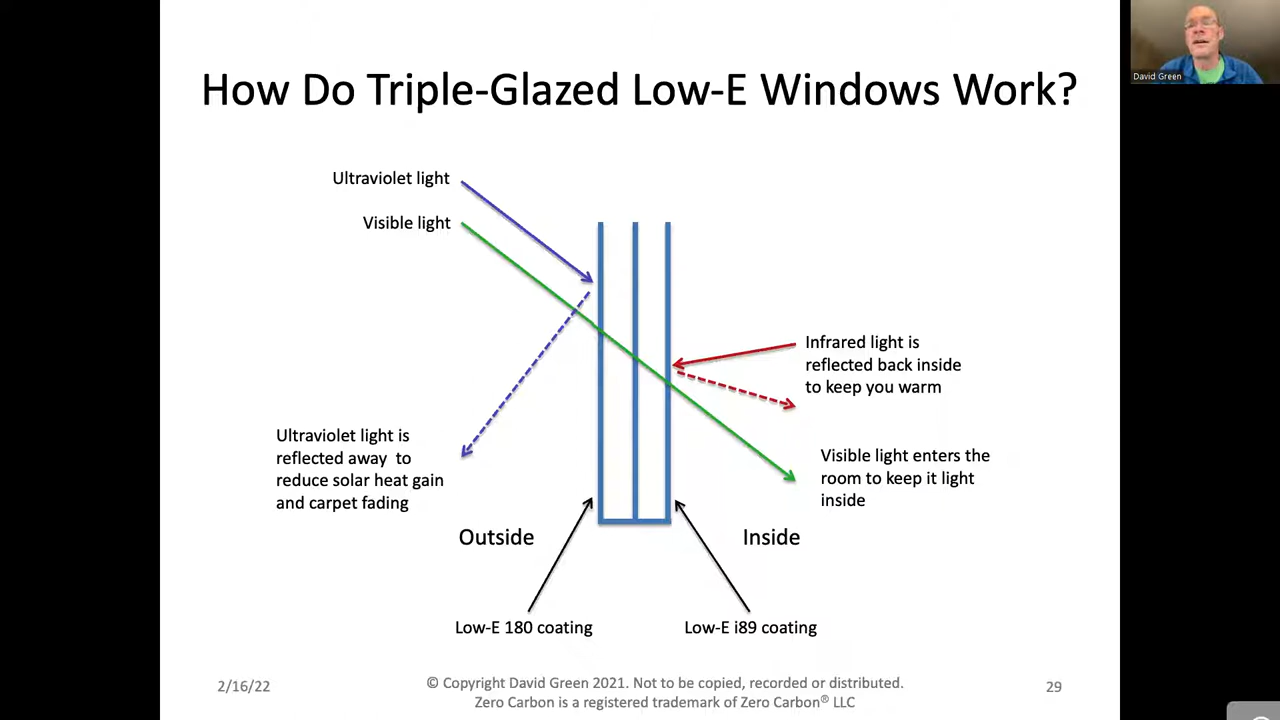 David Green
How Do Triple-Glazed Low-E Windows Work?
Ultraviolet light
Visible light
Infrared light is
reflected back inside
to keep you warm
Ultraviolet light is
reflected away to
reduce solar heat gain
and carpet fading
Visible light enters the
room to keep it light
inside
Outside
Inside
Low-E 180 coating
Low-E i89 coating
2/16/22
© Copyright David Green 2021. Not to be copied, recorded or distributed.
Zero Carbon is a registered trademark of Zero Carbon® LLC
29